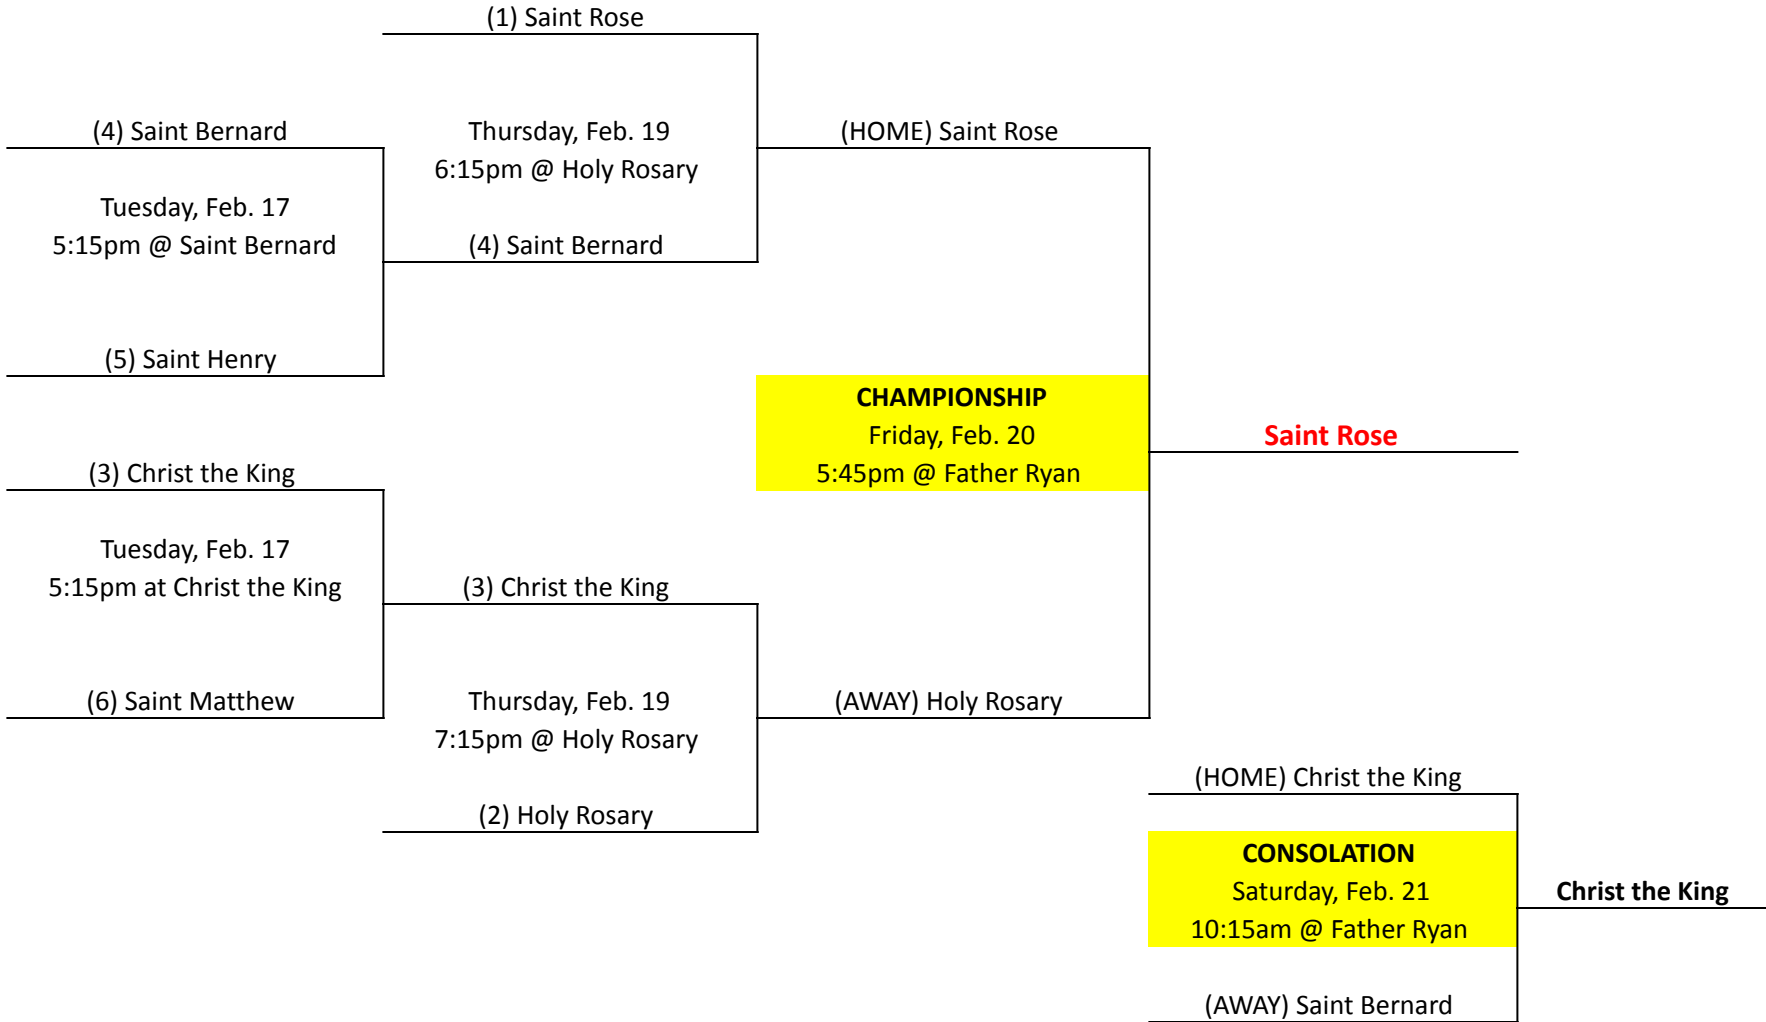 (1) Saint Rose
(4) Saint Bernard
Thursday, Feb. 19
6:15pm @ Holy Rosary
(HOME) Saint Rose
Tuesday, Feb. 17
5:15pm @ Saint Bernard
(4) Saint Bernard
(5) Saint Henry
CHAMPIONSHIP
Friday, Feb. 20
5:45pm @ Father Ryan
Saint Rose
(3) Christ the King
Tuesday, Feb. 17
5:15pm at Christ the King
(3) Christ the King
(6) Saint Matthew
Thursday, Feb. 19
7:15pm @ Holy Rosary
(AWAY) Holy Rosary
(2) Holy Rosary
(HOME) Christ the King
CONSOLATION
Saturday, Feb. 21
10:15am @ Father Ryan
Christ the King
(AWAY) Saint Bernard